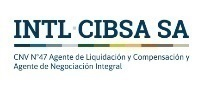 INTL·CIBSA SA
CNV N°47 Agente de Liquidación y Compensación y
Agente de Negociación Integral